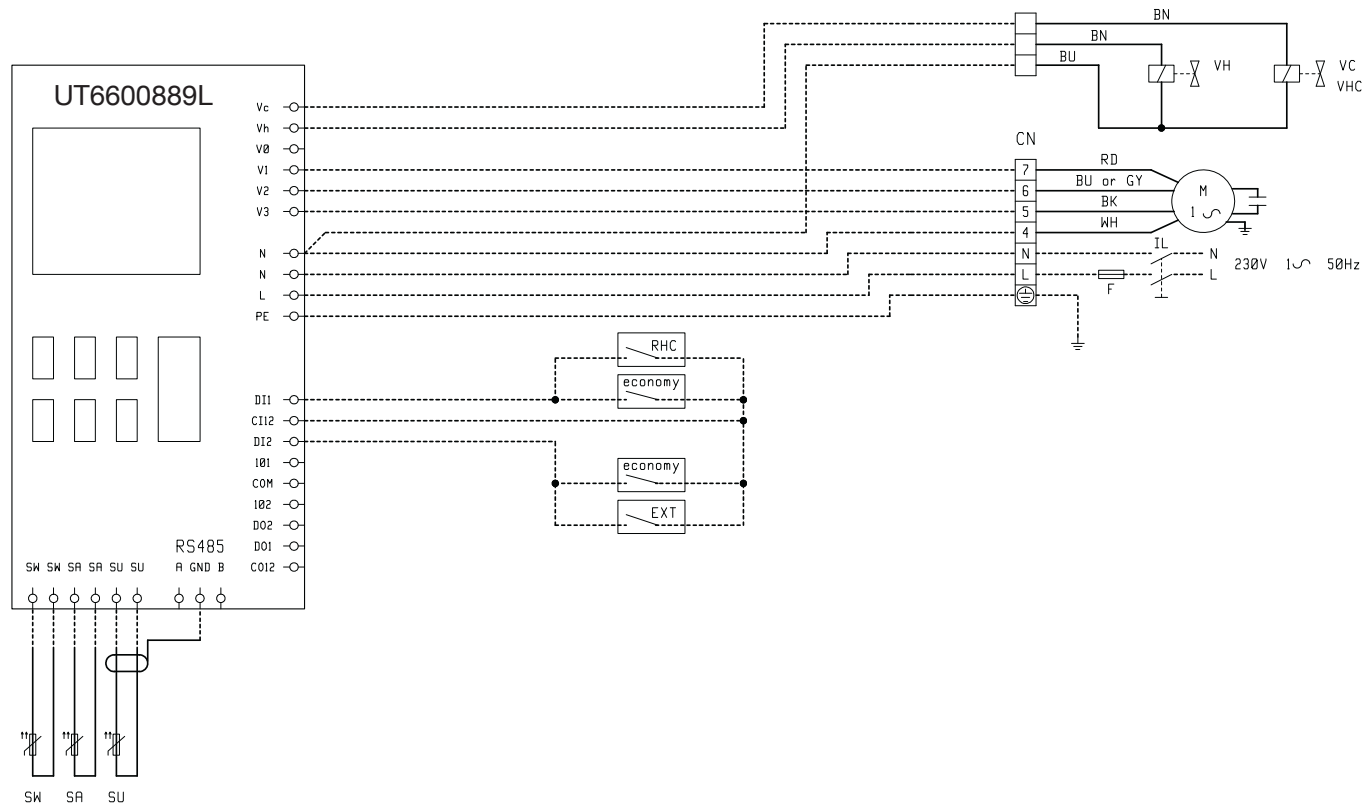 BN
BN
BU
VH
VC
VHC
UT6600889L
Vc
Vh
V0
V1
V2
V3
N
N
L
PE
CN
7 RD
6 BU or GY
5 BK
4 WH
M
1
N IL N
L F L
230V 1 50Hz
RHC
economy
DI1
CI12
DI2
economy
EXT
101
COM
102
DO2
DO1
CO12
RS485
SW SW SA SA SU SU A GND B
SW SA SU